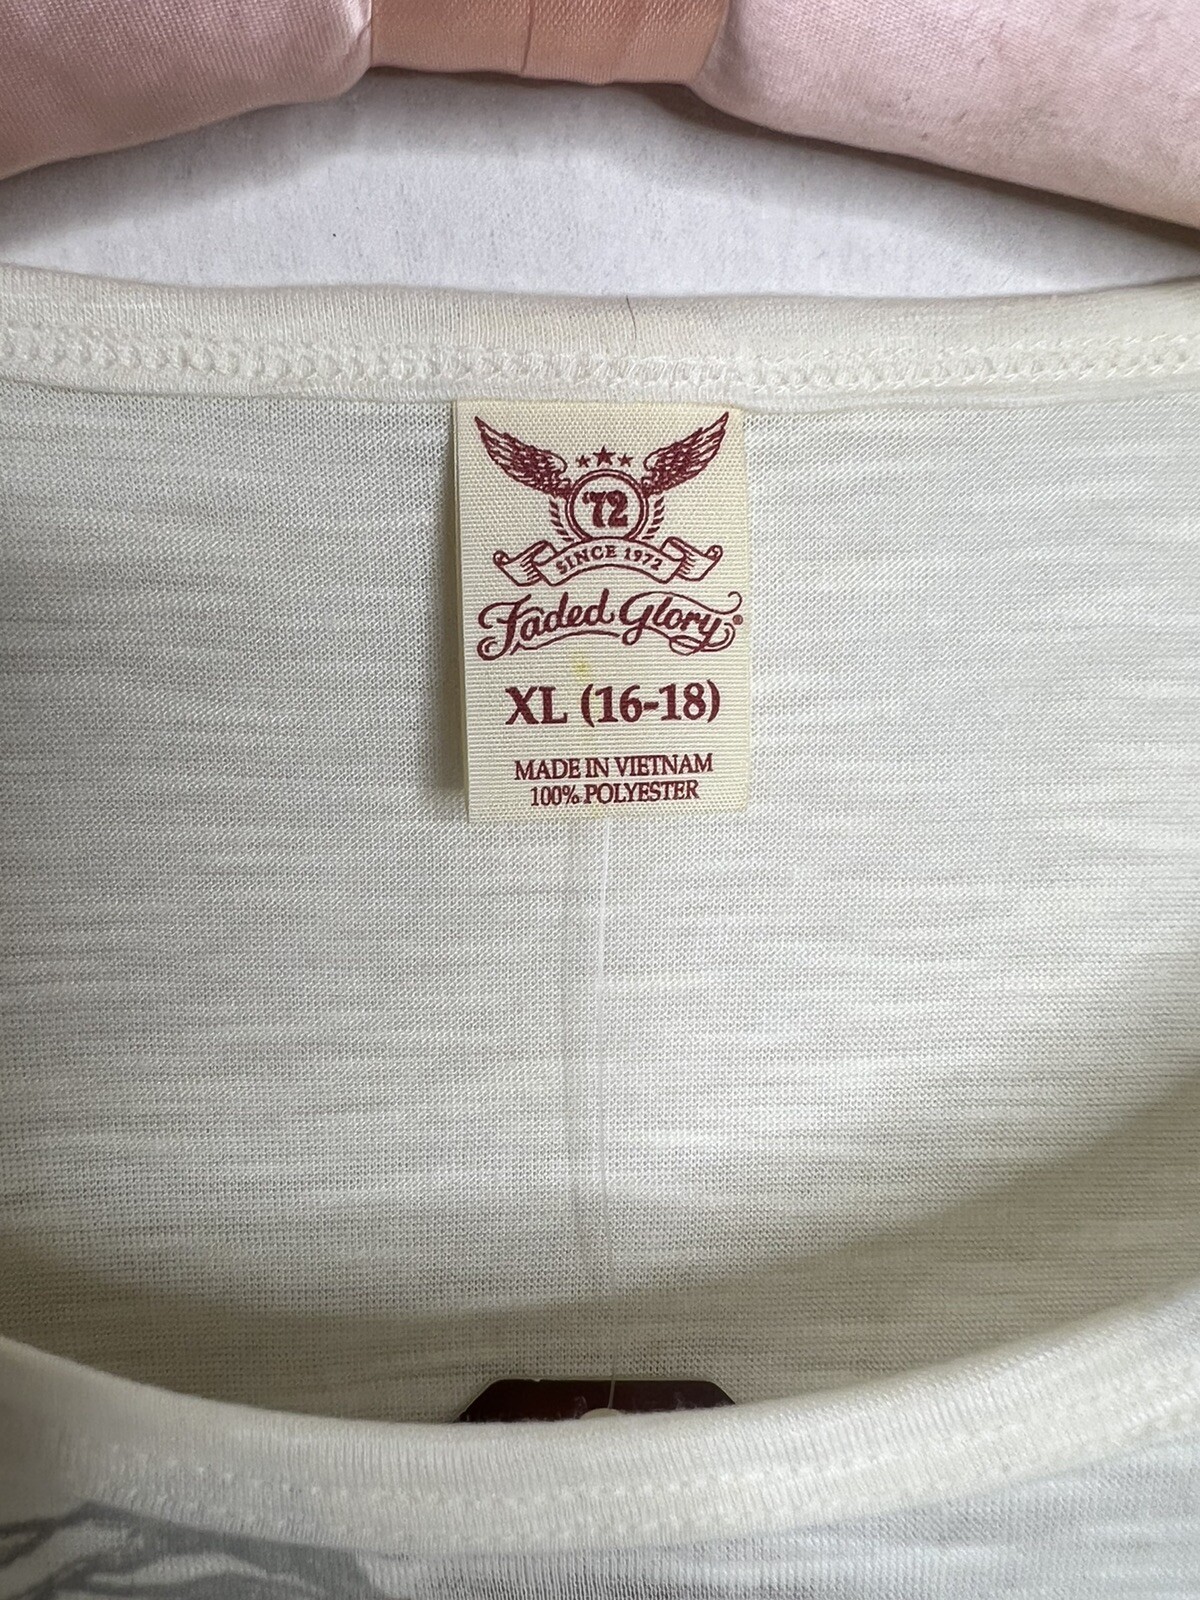 '72
SINCE 1972
Faded Glory®
XL (16-18)
MADE IN VIETNAM
100% POLYESTER